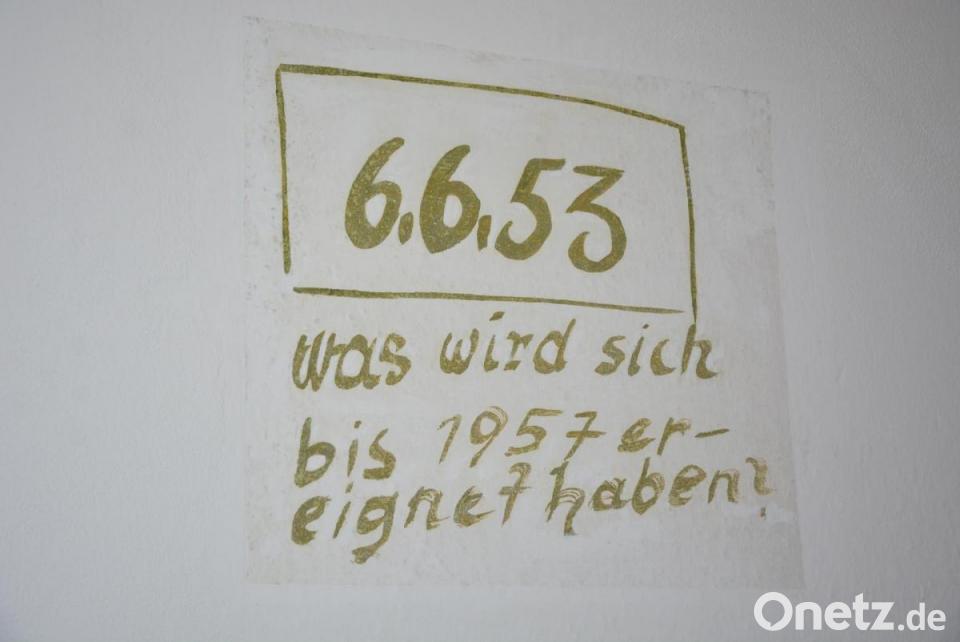 6.6.53
was wird sich
bis 1957 er-
eignet haben?
Onetz.de